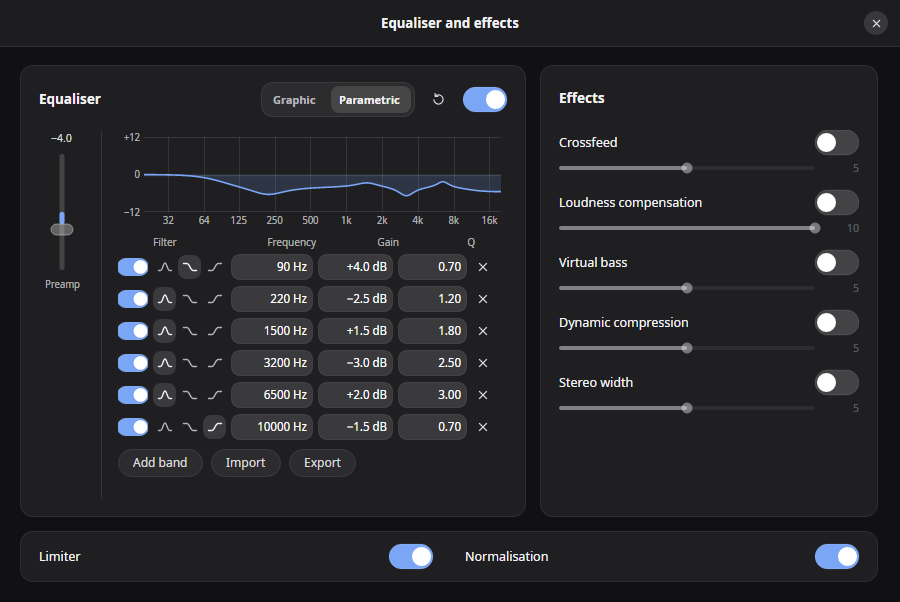 Equaliser and effects
Equaliser
Graphic
Parametric
−4.0
Preamp
+12
0
−12
32 64 125 250 500 1k 2k 4k 8k 16k
Filter Frequency Gain Q
90 Hz +4.0 dB 0.70
220 Hz −2.5 dB 1.20
1500 Hz +1.5 dB 1.80
3200 Hz −3.0 dB 2.50
6500 Hz +2.0 dB 3.00
10000 Hz −1.5 dB 0.70
Add band Import Export
Effects
Crossfeed
5
Loudness compensation
10
Virtual bass
5
Dynamic compression
5
Stereo width
5
Limiter
Normalisation